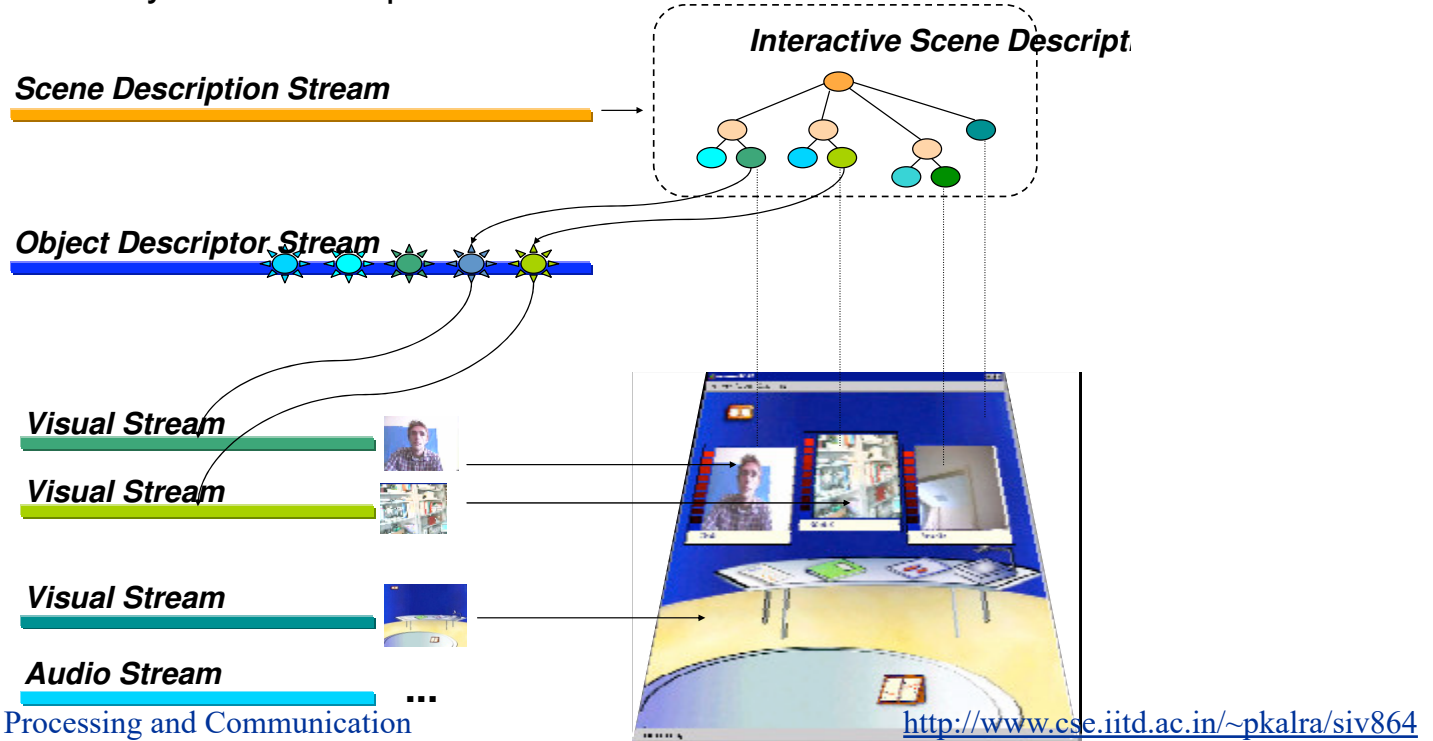 Interactive Scene Descripti
Scene Description Stream
Object Descriptor Stream
Visual Stream
Visual Stream
Visual Stream
Audio Stream
...
Processing and Communication
http://www.cse.iitd.ac.in/~pkalra/siv864